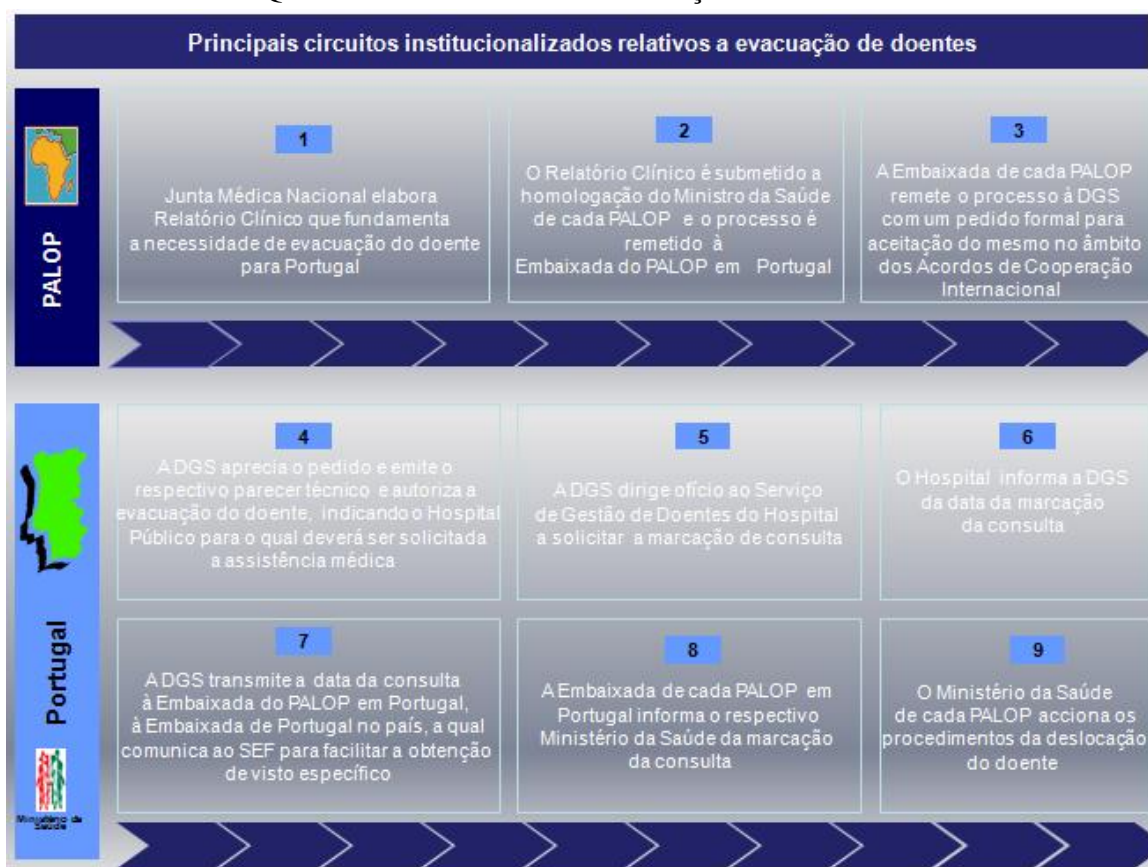 Principais circuitos institucionalizados relativos a evacuação de doentes
PALOP
1
Junta Médica Nacional elabora
Relatório Clínico que fundamenta
a necessidade de evacuação do doente
para Portugal
2
O Relatório Clínico é submetido a
homologação do Ministro da Saúde
de cada PALOP e o processo é
remetido à
Embaixada do PALOP em Portugal
3
A Embaixada de cada PALOP
remete o processo à DGS
com um pedido formal para
aceitação do mesmo no âmbito
dos Acordos de Cooperação
Internacional
Portugal
Ministério da
Saúde
4
A DGS aprecia o pedido e emite o
respectivo parecer técnico e autoriza a
evacuação do doente, indicando o Hospital
Público para o qual deverá ser solicitada
a assistência médica
5
A DGS dirige ofício ao Serviço
de Gestão de Doentes do Hospital
a solicitar a marcação de consulta
6
O Hospital informa a DGS
da data da marcação
da consulta
7
A DGS transmite a data da consulta
à Embaixada do PALOP em Portugal,
à Embaixada de Portugal no país, a qual
comunica ao SEF para facilitar a obtenção
de visto específico
8
A Embaixada de cada PALOP em
Portugal informa o respectivo
Ministério da Saúde da marcação
da consulta
9
O Ministério da Saúde
de cada PALOP acciona os
procedimentos da deslocação
do doente